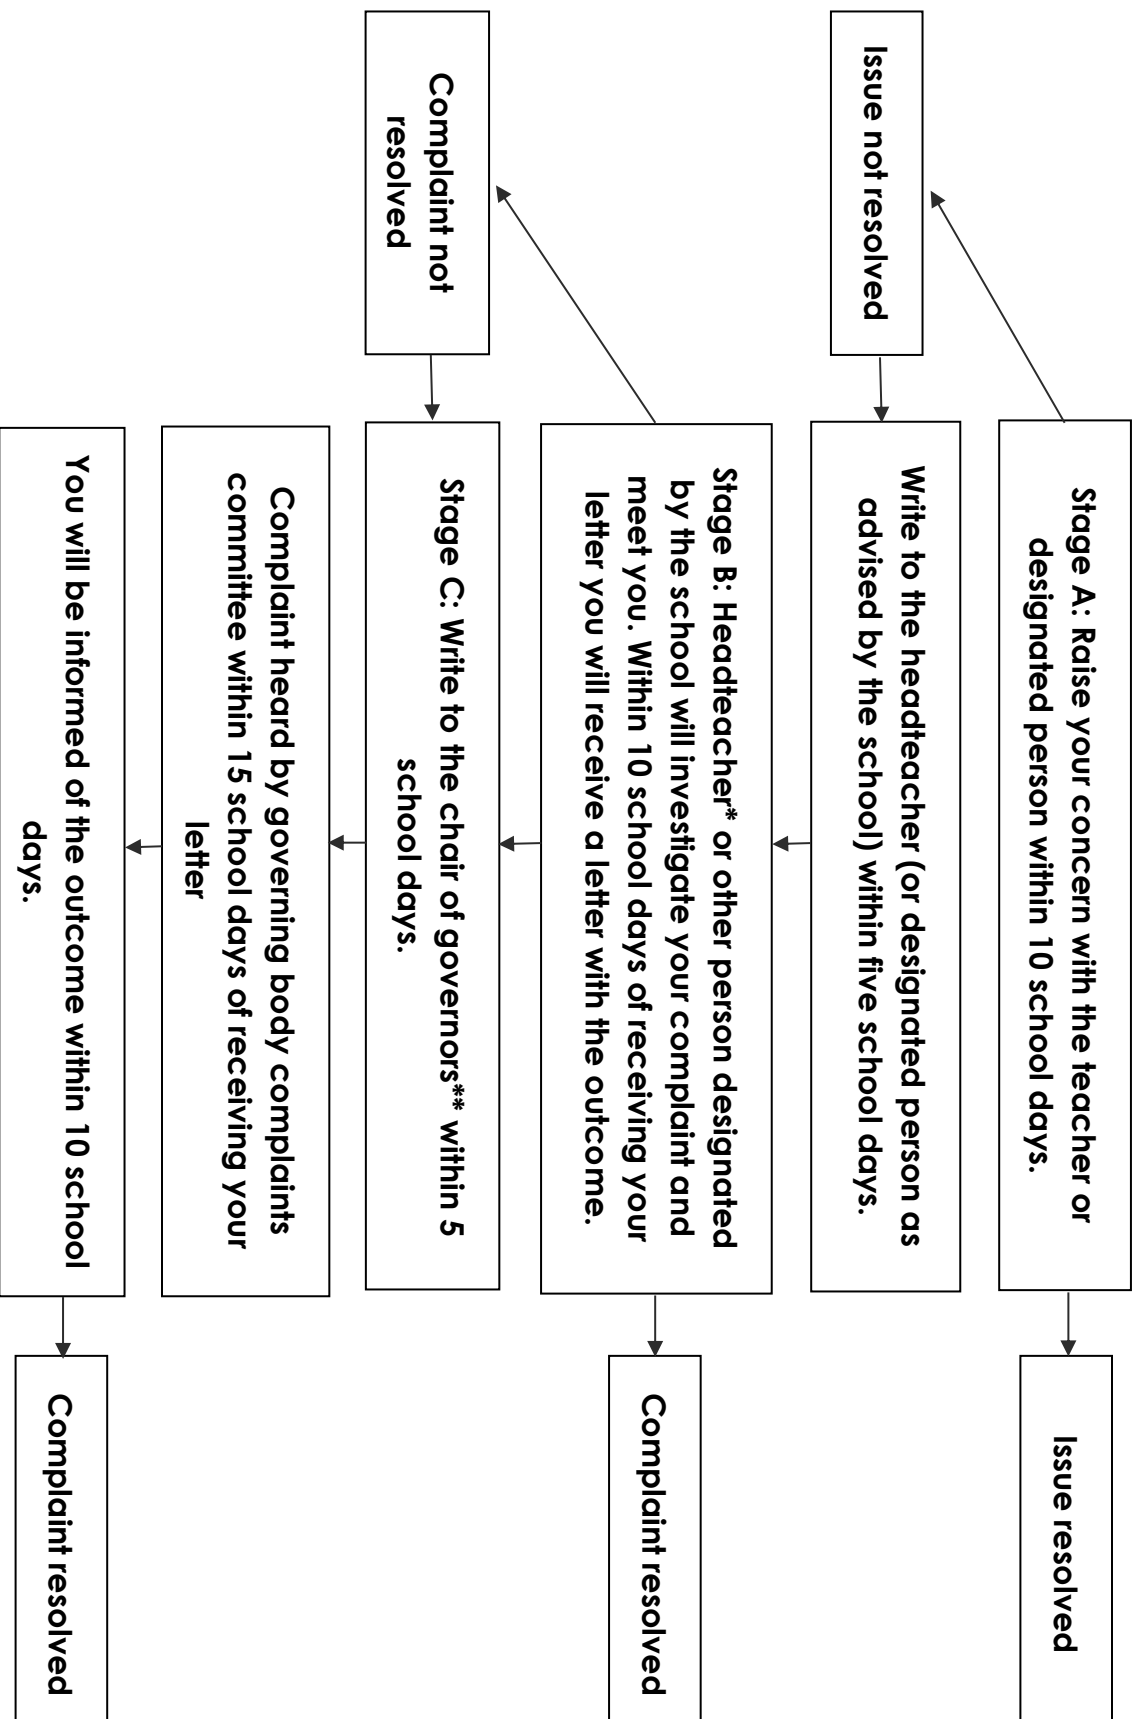 Stage A: Raise your concern with the teacher or
designated person within 10 school days.
Issue resolved
Issue not resolved
Write to the headteacher (or designated person as
advised by the school) within five school days.
Stage B: Headteacher* or other person designated
by the school will investigate your complaint and
meet you. Within 10 school days of receiving your
letter you will receive a letter with the outcome.
Complaint resolved
Complaint not
resolved
Stage C: Write to the chair of governors** within 5
school days.
Complaint heard by governing body complaints
committee within 15 school days of receiving your
letter
You will be informed of the outcome within 10 school
days.
Complaint resolved